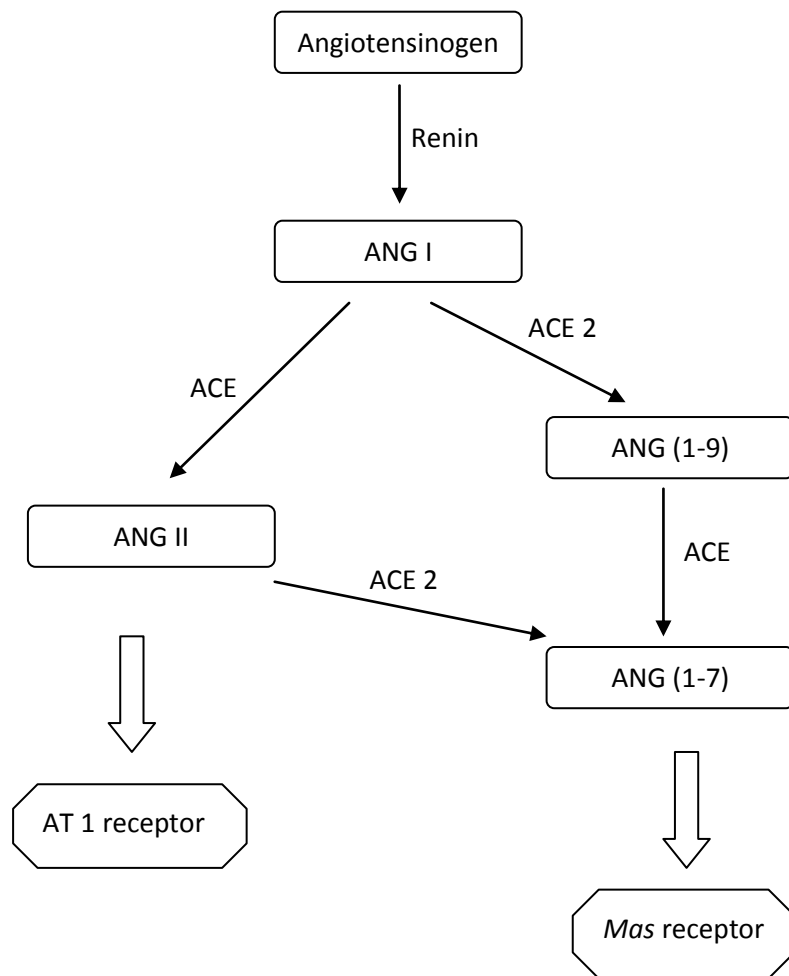 Angiotensinogen
Renin
ANG I
ACE 2
ACE
ANG (1-9)
ANG II
ACE
ACE 2
ANG (1-7)
AT 1 receptor
Mas receptor